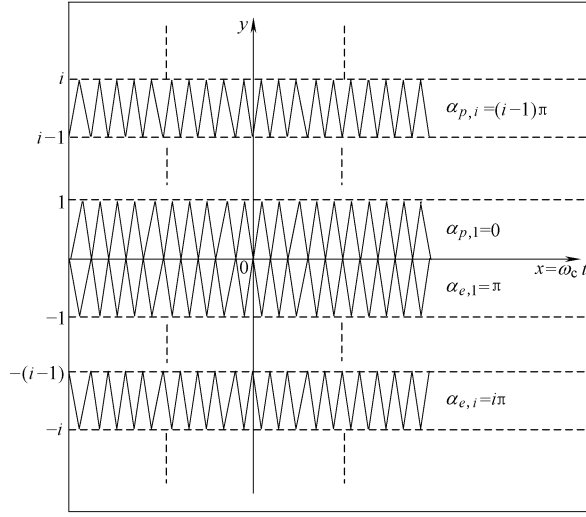 y
i
α_{p,i}=(i−1)π
i−1
1
α_{p,1}=0
0
x=ω_c t
α_{e,1}=π
−1
−(i−1)
α_{e,i}=iπ
−i